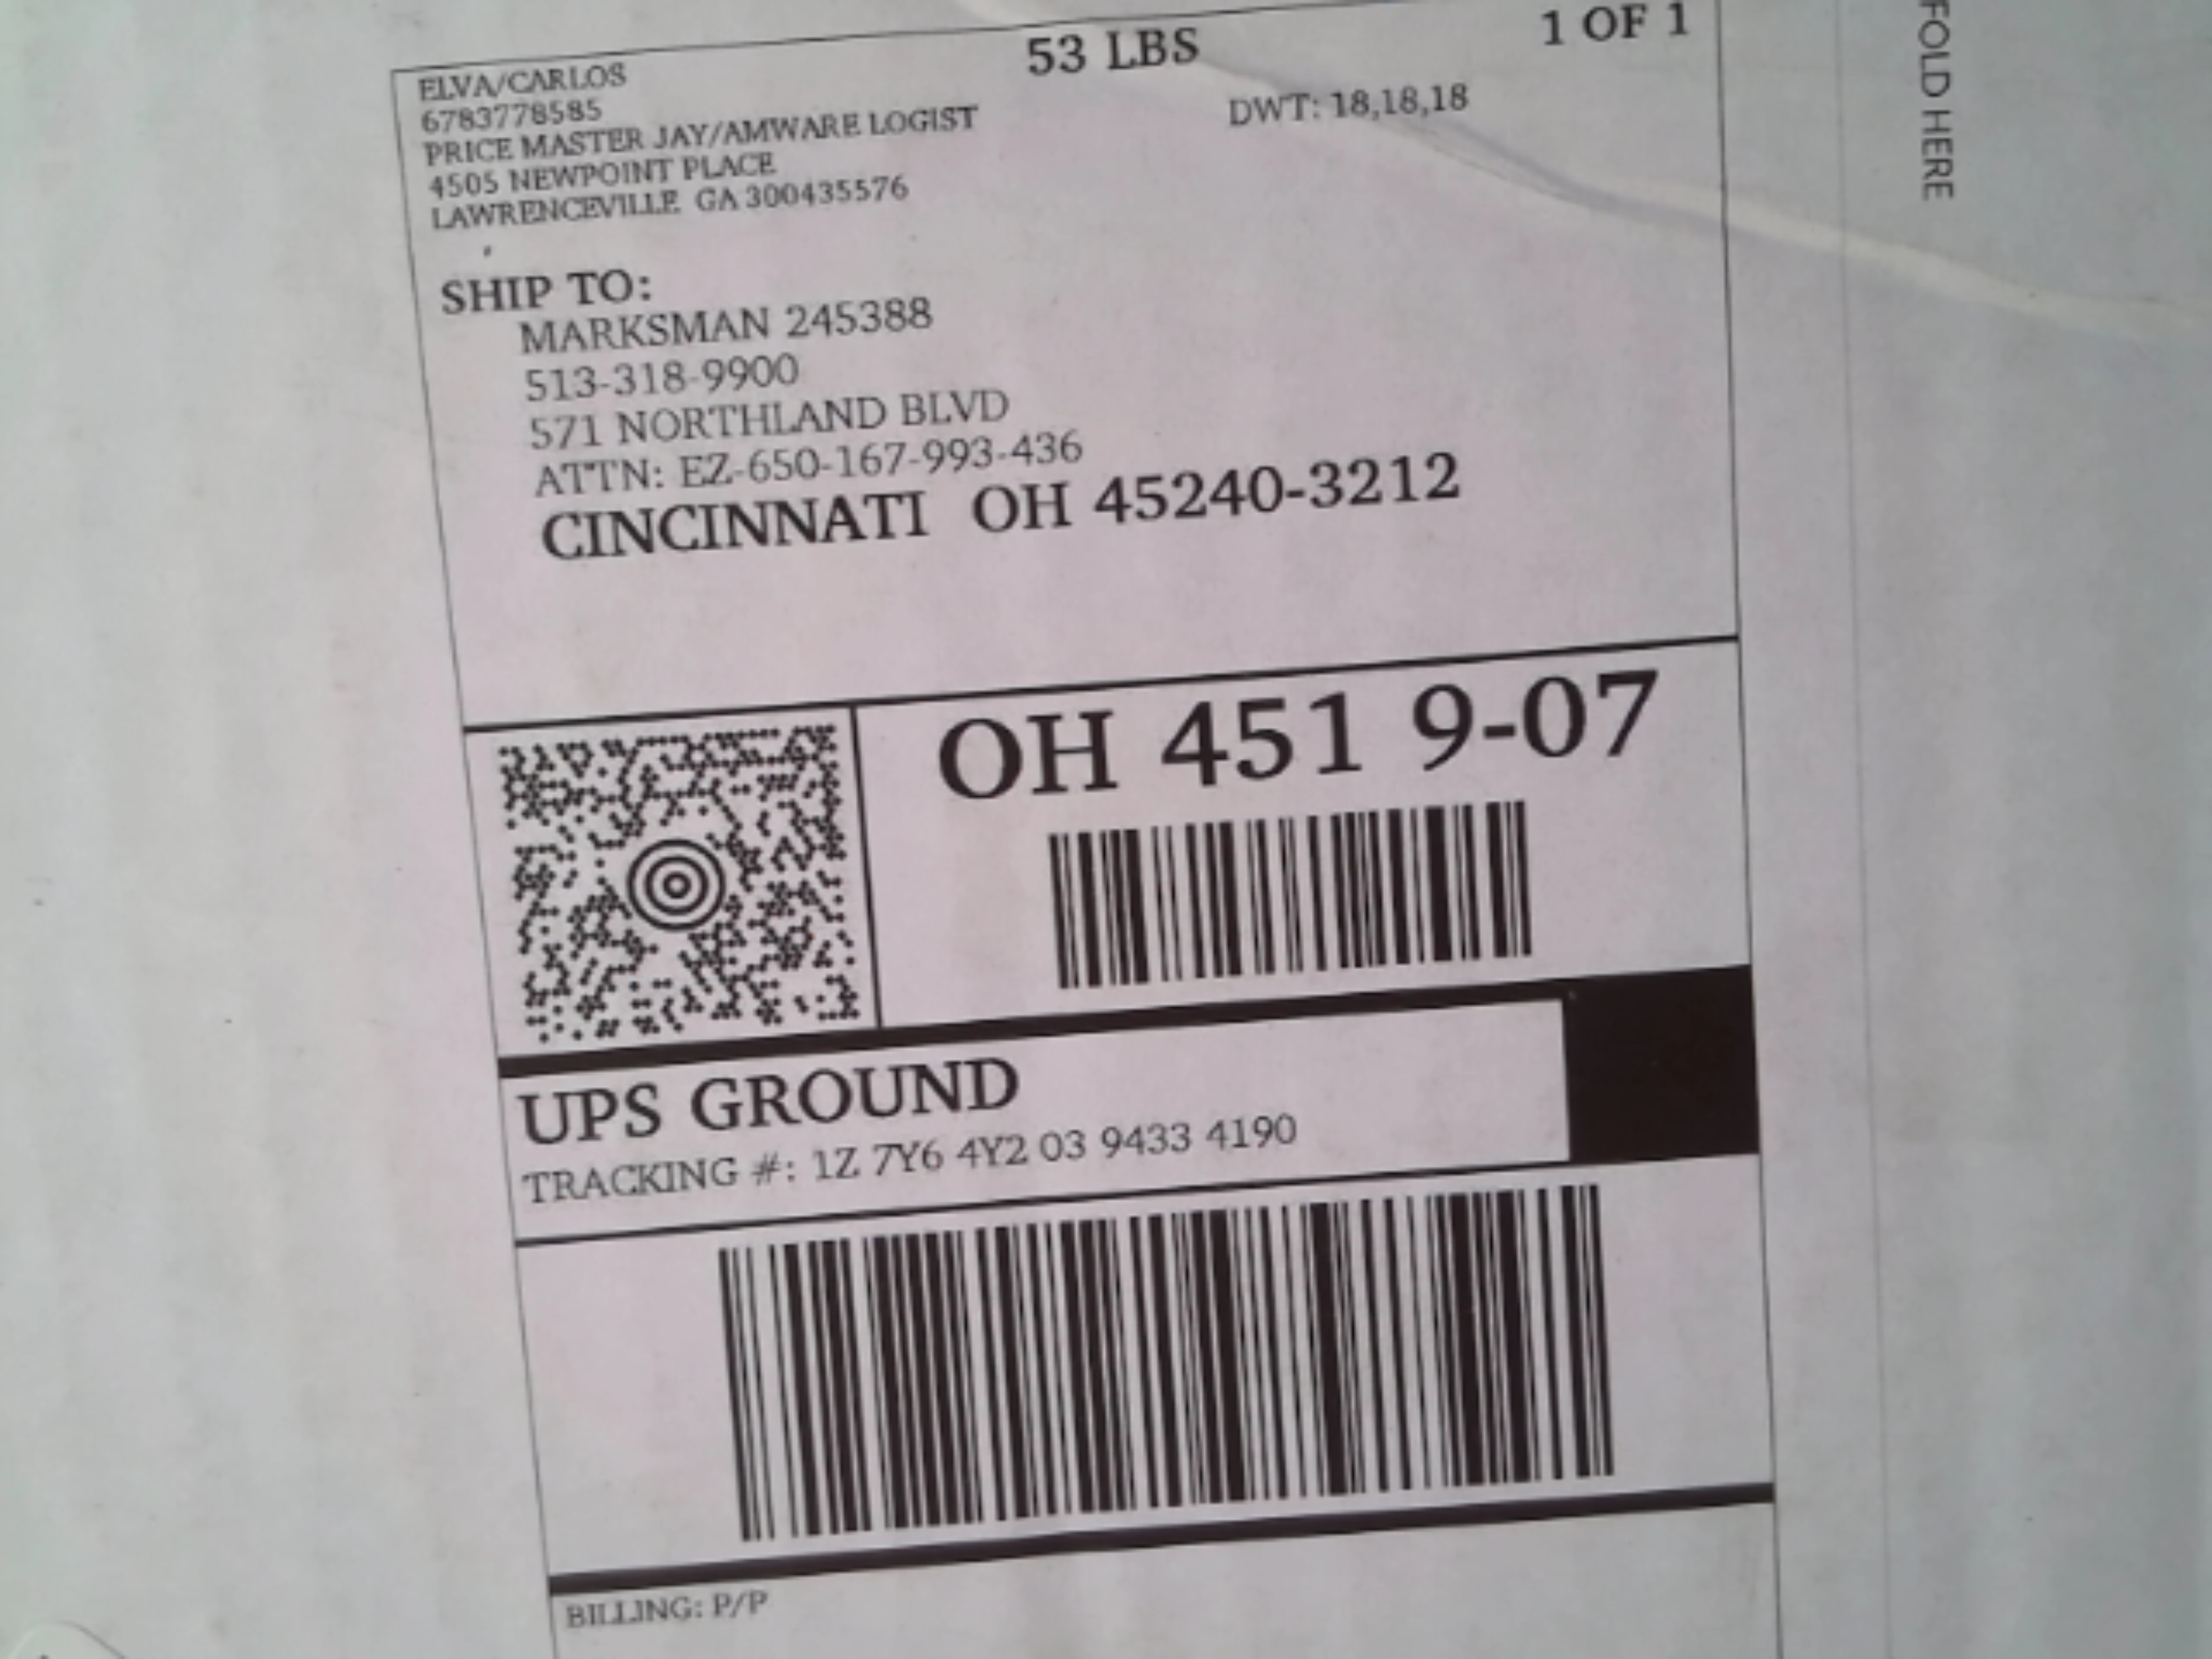 ELVA/CARLOS
6783778585
PRICE MASTER JAY/AMWARE LOGIST
4505 NEWPOINT PLACE
LAWRENCEVILLE GA 300435576
53 LBS
1 OF 1
DWT: 18,18,18
FOLD HERE
SHIP TO:
MARKSMAN 245388
513-318-9900
571 NORTHLAND BLVD
ATTN: EZ-650-167-993-436
CINCINNATI OH 45240-3212
OH 451 9-07
UPS GROUND
TRACKING #: 1Z 7Y6 4Y2 03 9433 4190
BILLING: P/P